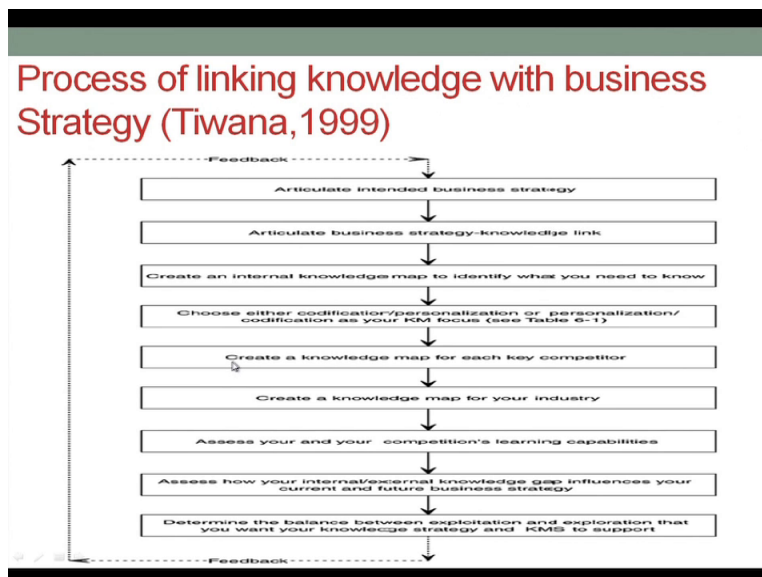 Process of linking knowledge with business
Strategy (Tiwana,1999)
Feedback
Articulate intended business strategy
Articulate business strategy-knowledge link
Create an internal knowledge map to identify what you need to know
Choose either codification/personalization or personalization/
codification as your KM focus (see Table 6-1)
Create a knowledge map for each key competitor
Create a knowledge map for your industry
Assess your and your competition's learning capabilities
Assess how your internal/external knowledge gap influences your
current and future business strategy
Determine the balance between exploitation and exploration that
you want your knowledge strategy and KMS to support
Feedback